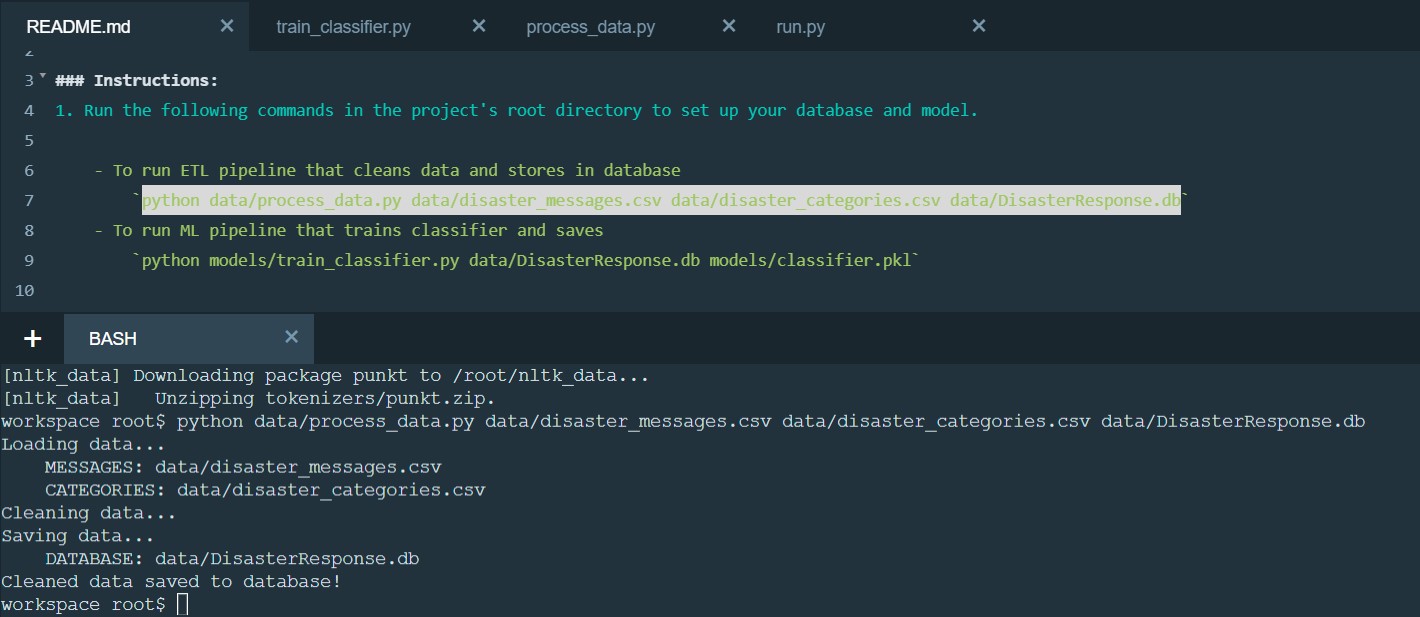 README.md × train_classifier.py × process_data.py × run.py ×
2
3 ### Instructions:
4 1. Run the following commands in the project's root directory to set up your database and model.
5
6 - To run ETL pipeline that cleans data and stores in database
7 `python data/process_data.py data/disaster_messages.csv data/disaster_categories.csv data/DisasterResponse.db`
8 - To run ML pipeline that trains classifier and saves
9 `python models/train_classifier.py data/DisasterResponse.db models/classifier.pkl`
10
+ BASH ×
[nltk_data] Downloading package punkt to /root/nltk_data...
[nltk_data]   Unzipping tokenizers/punkt.zip.
workspace root$ python data/process_data.py data/disaster_messages.csv data/disaster_categories.csv data/DisasterResponse.db
Loading data...
    MESSAGES: data/disaster_messages.csv
    CATEGORIES: data/disaster_categories.csv
Cleaning data...
Saving data...
    DATABASE: data/DisasterResponse.db
Cleaned data saved to database!
workspace root$